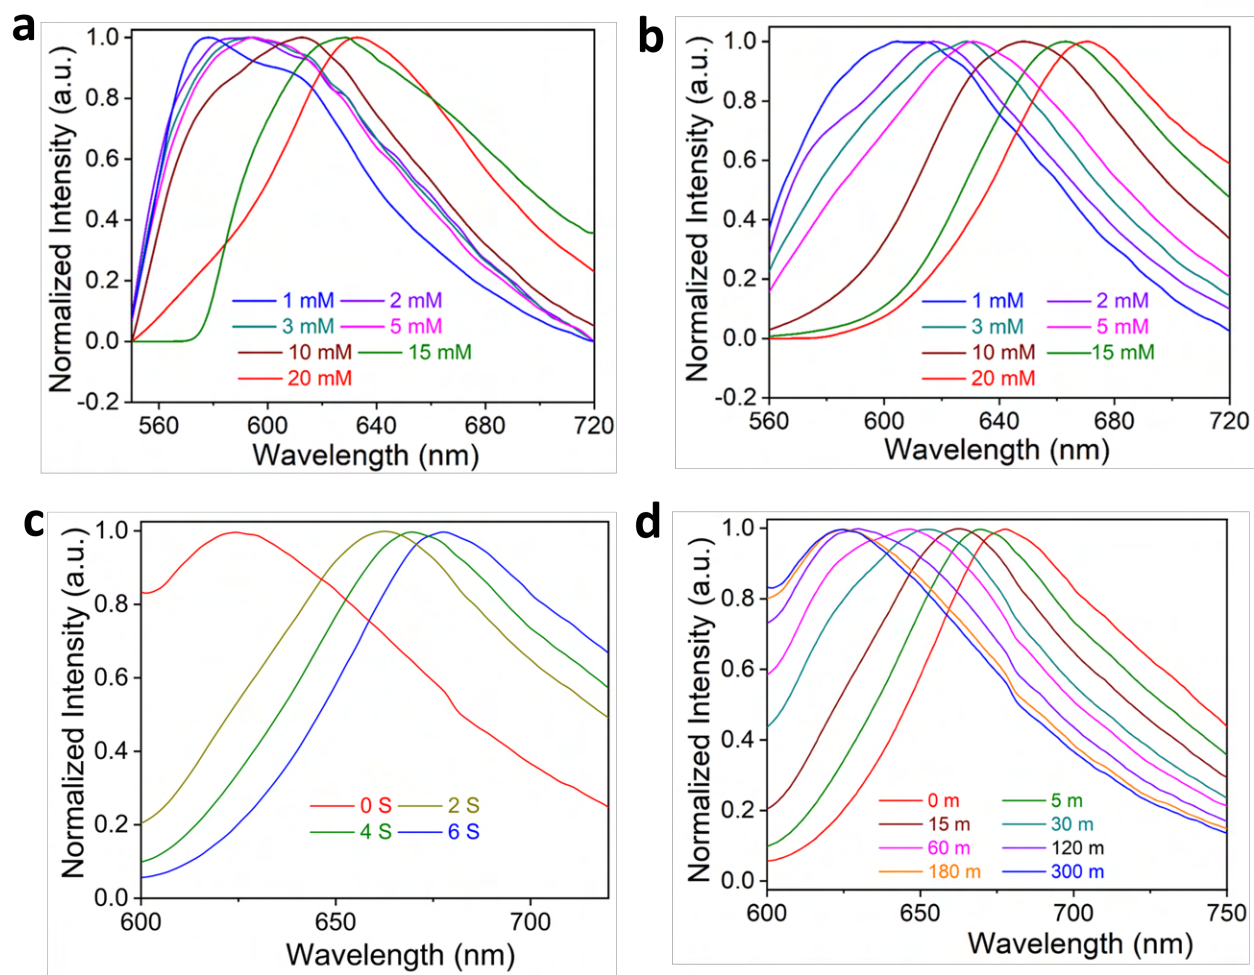 a
Normalized Intensity (a.u.)
1.0
0.8
0.6
0.4
0.2
0.0
-0.2
1 mM 2 mM
3 mM 5 mM
10 mM 15 mM
20 mM
560 600 640 680 720
Wavelength (nm)
b
Normalized Intensity (a.u.)
1.0
0.8
0.6
0.4
0.2
0.0
-0.2
1 mM 2 mM
3 mM 5 mM
10 mM 15 mM
20 mM
560 600 640 680 720
Wavelength (nm)
c
Normalized Intensity (a.u.)
1.0
0.8
0.6
0.4
0.2
0.0
0 S 2 S
4 S 6 S
600 650 700
Wavelength (nm)
d
Normalized Intensity (a.u.)
1.0
0.8
0.6
0.4
0.2
0.0
0 m 5 m
15 m 30 m
60 m 120 m
180 m 300 m
600 650 700 750
Wavelength (nm)